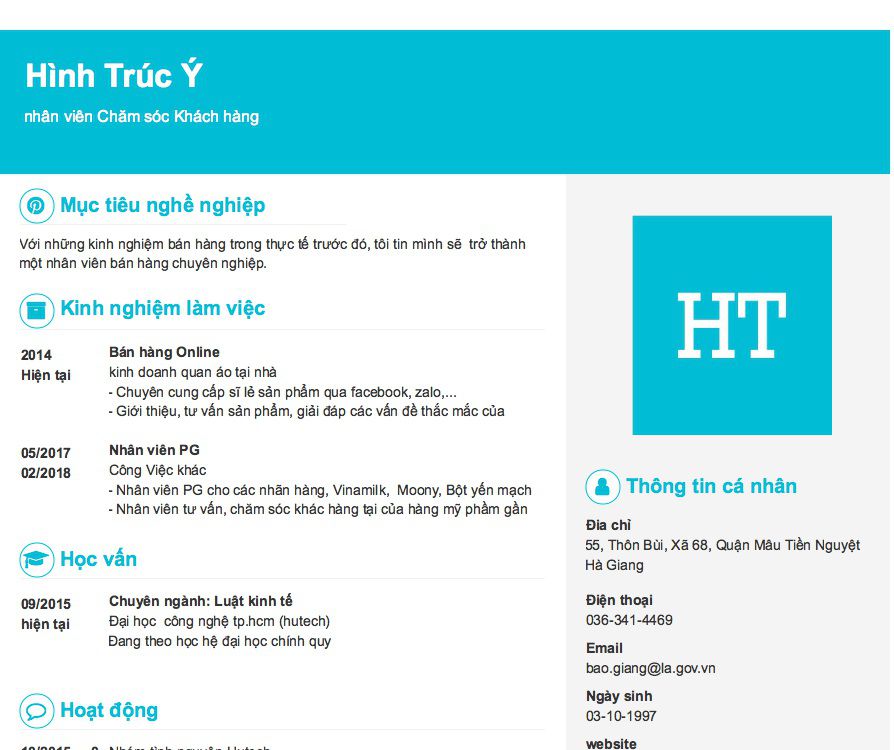 Hình Trúc Ý
nhân viên Chăm sóc Khách hàng
Mục tiêu nghề nghiệp
Với những kinh nghiệm bán hàng trong thực tế trước đó, tôi tin mình sẽ trở thành
một nhân viên bán hàng chuyên nghiệp.
Kinh nghiệm làm việc
2014
Hiện tại
Bán hàng Online
kinh doanh quan áo tại nhà
- Chuyên cung cấp sĩ lẻ sản phẩm qua facebook, zalo,...
- Giới thiệu, tư vấn sản phẩm, giải đáp các vấn đề thắc mắc của
05/2017
02/2018
Nhân viên PG
Công Việc khác
- Nhân viên PG cho các nhãn hàng, Vinamilk, Moony, Bột yến mạch
- Nhân viên tư vấn, chăm sóc khác hàng tại của hàng mỹ phầm gần
Học vấn
09/2015
hiện tại
Chuyên ngành: Luật kinh tế
Đại học công nghệ tp.hcm (hutech)
Đang theo học hệ đại học chính quy
Hoạt động
10/2015
Nhóm tình nguyện Hutech
HT
Thông tin cá nhân
Đia chỉ
55, Thôn Bùi, Xã 68, Quận Mâu Tiền Nguyệt
Hà Giang
Điện thoại
036-341-4469
Email
bao.giang@la.gov.vn
Ngày sinh
03-10-1997
website